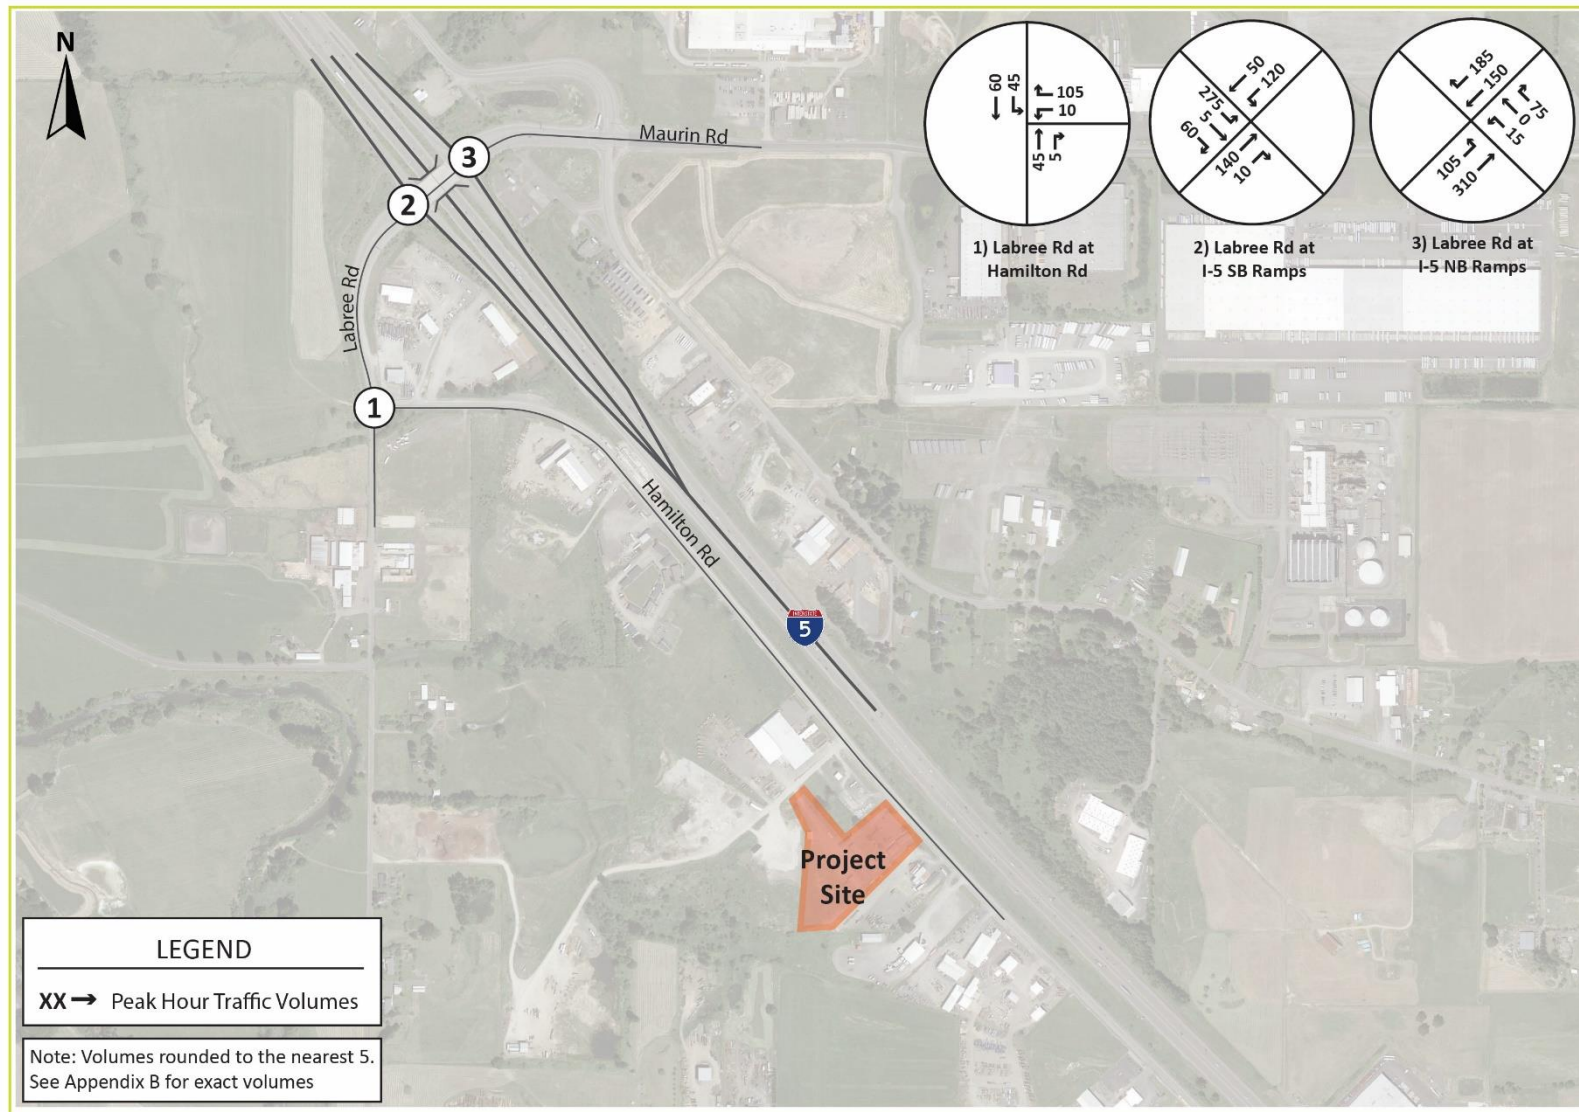 N
Maurin Rd
3
2
Labree Rd
1
Hamilton Rd
INTERSTATE
5
Project
Site
60
45
105
10
45
5
1) Labree Rd at
Hamilton Rd
50
120
275
5
60
140
10
2) Labree Rd at
I-5 SB Ramps
185
150
75
0
15
105
310
3) Labree Rd at
I-5 NB Ramps
LEGEND
XX→ Peak Hour Traffic Volumes
Note: Volumes rounded to the nearest 5.
See Appendix B for exact volumes